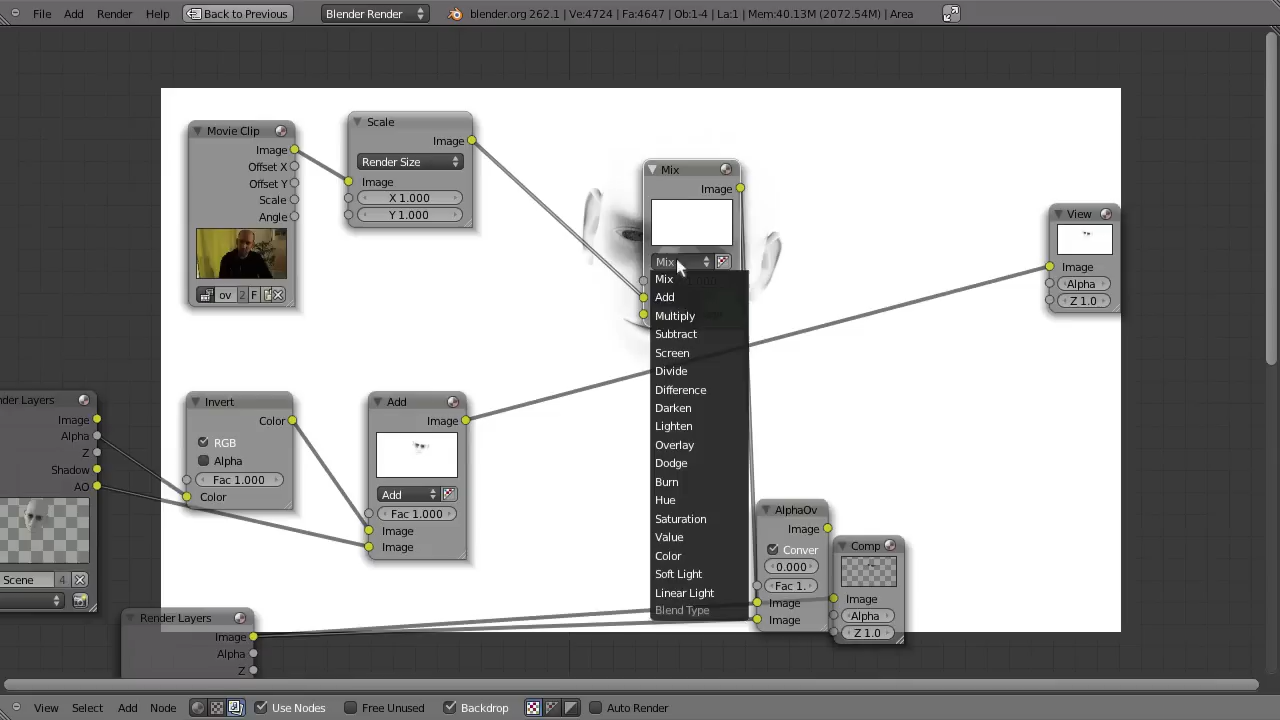 File Add Render Help Back to Previous Blender Render blender.org 262.1 | Ve:4724 | Fa:4647 | Ob:1-4 | La:1 | Mem:40.13M (2072.54M) | Area
Movie Clip
Image
Offset X
Offset Y
Scale
Angle
ov 2 F
Scale
Image
Render Size
Image
X 1.000
Y 1.000
Mix
Image
Mix
Mix
Add
Multiply
Subtract
Screen
Divide
Difference
Darken
Lighten
Overlay
Dodge
Burn
Hue
Saturation
Value
Color
Soft Light
Linear Light
Blend Type
View
Image
Alpha
Z 1.0
nder Layers
Image
Alpha
Z
Shadow
AO
Scene 4
Invert
Color
RGB
Alpha
Fac 1.000
Color
Add
Image
Add
Fac 1.000
Image
Image
AlphaOv
Image
Conver
0.000
Fac 1.
Image
Image
Comp
Image
Alpha
Z 1.0
Render Layers
Image
Alpha
Z
View Select Add Node Use Nodes Free Unused Backdrop Auto Render